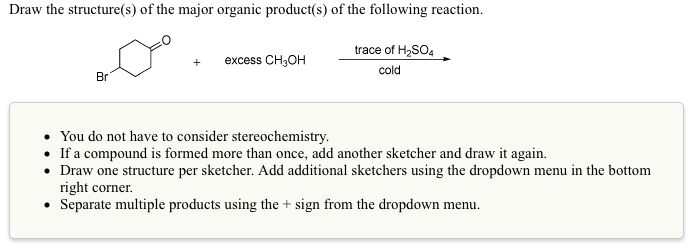 Draw the structure(s) of the major organic product(s) of the following reaction.
O
Br
+ excess CH₃OH
trace of H₂SO₄
cold
• You do not have to consider stereochemistry.
• If a compound is formed more than once, add another sketcher and draw it again.
• Draw one structure per sketcher. Add additional sketchers using the dropdown menu in the bottom
right corner.
• Separate multiple products using the + sign from the dropdown menu.